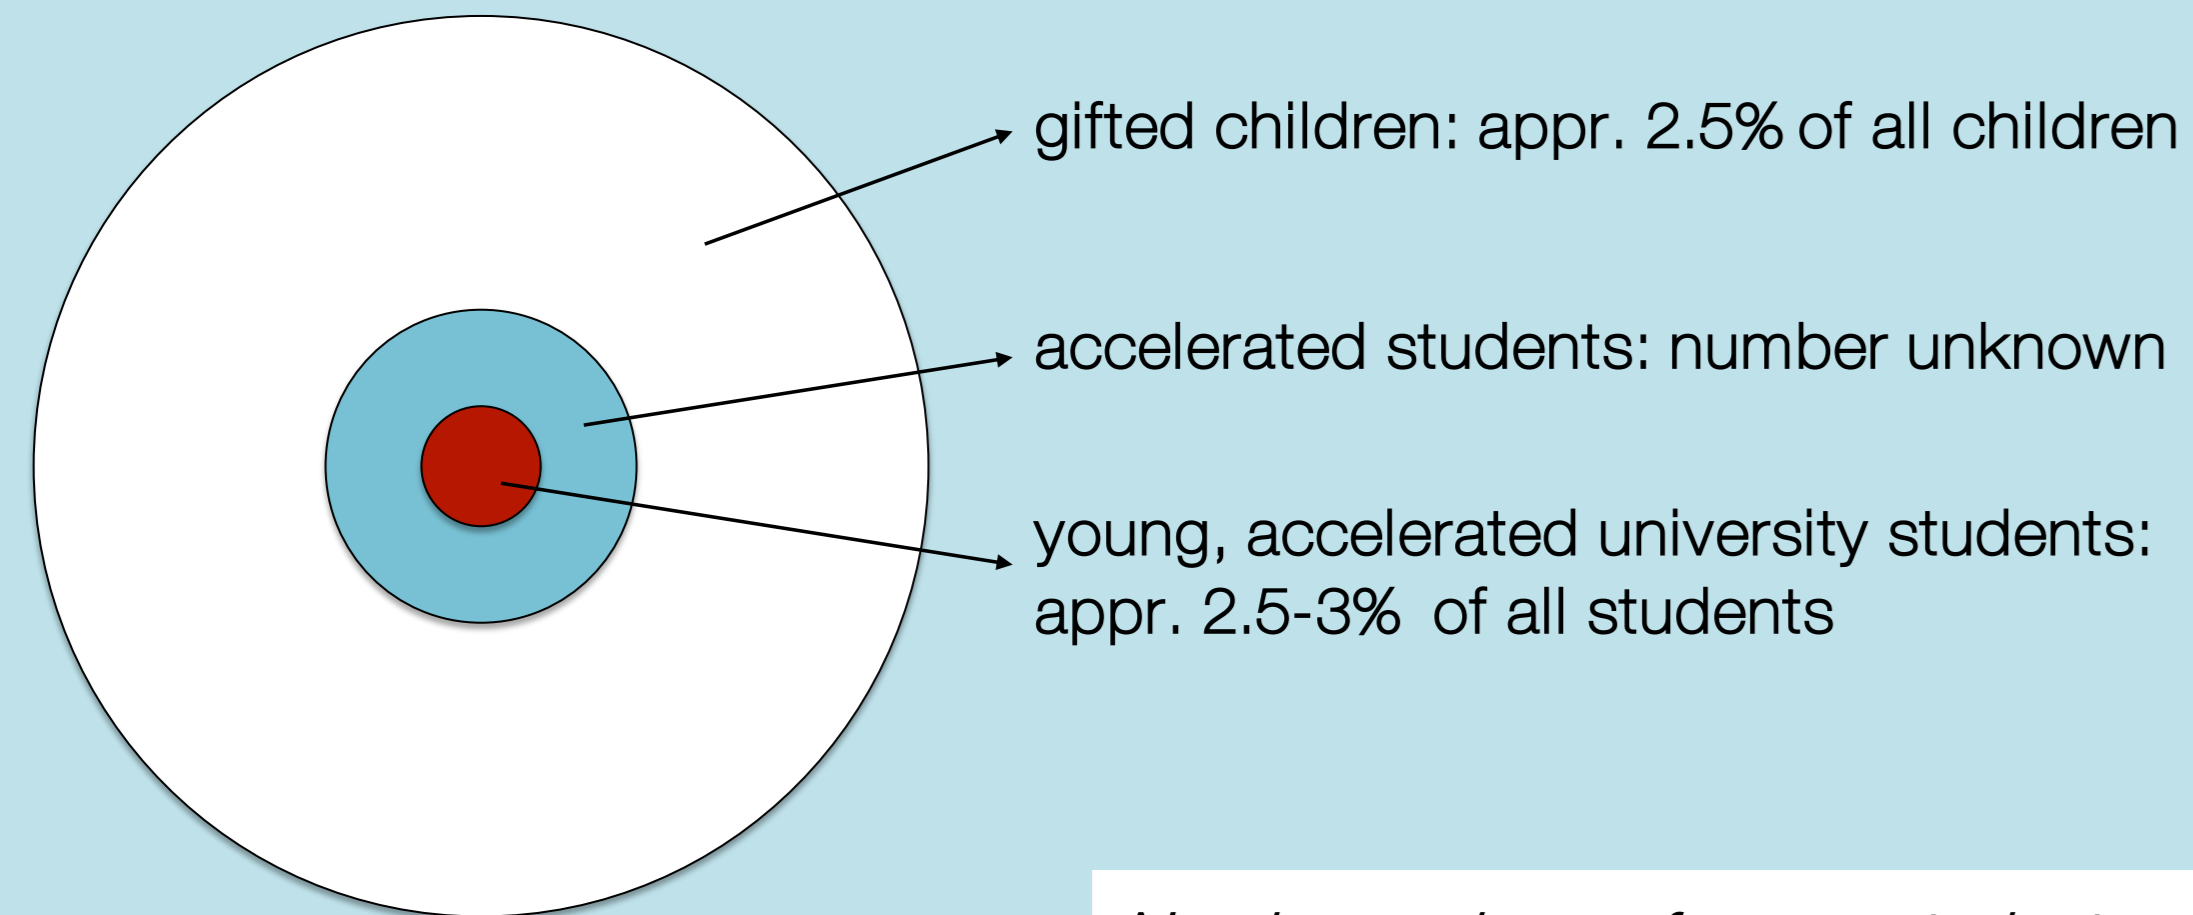 gifted children: appr. 2.5% of all children
accelerated students: number unknown
young, accelerated university students:
appr. 2.5-3% of all students